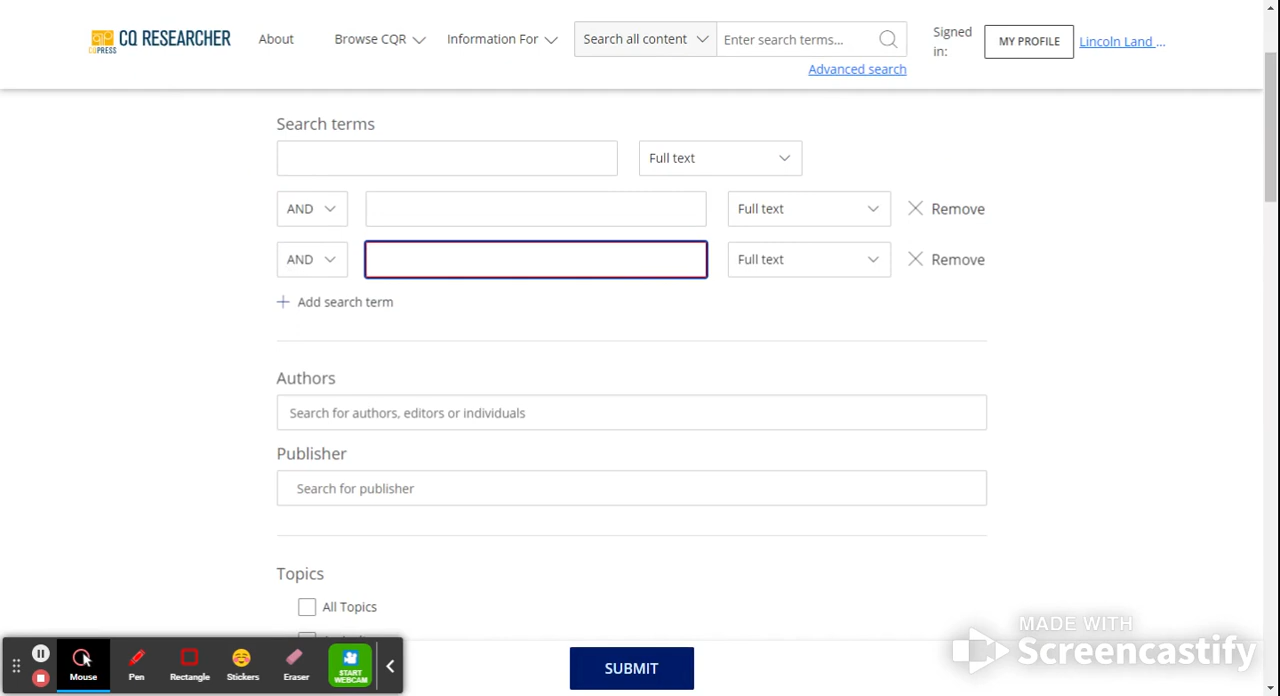 CQ PRESS
CQ RESEARCHER
About
Browse CQR
Information For
Search all content
Enter search terms...
Advanced search
Signed in:
MY PROFILE
Lincoln Land ...
Search terms
Full text
AND
Full text
Remove
AND
Full text
Remove
Add search term
Authors
Search for authors, editors or individuals
Publisher
Search for publisher
Topics
All Topics
SUBMIT
Mouse
Pen
Rectangle
Stickers
Eraser
START WEBCAM
MADE WITH
Screencastify